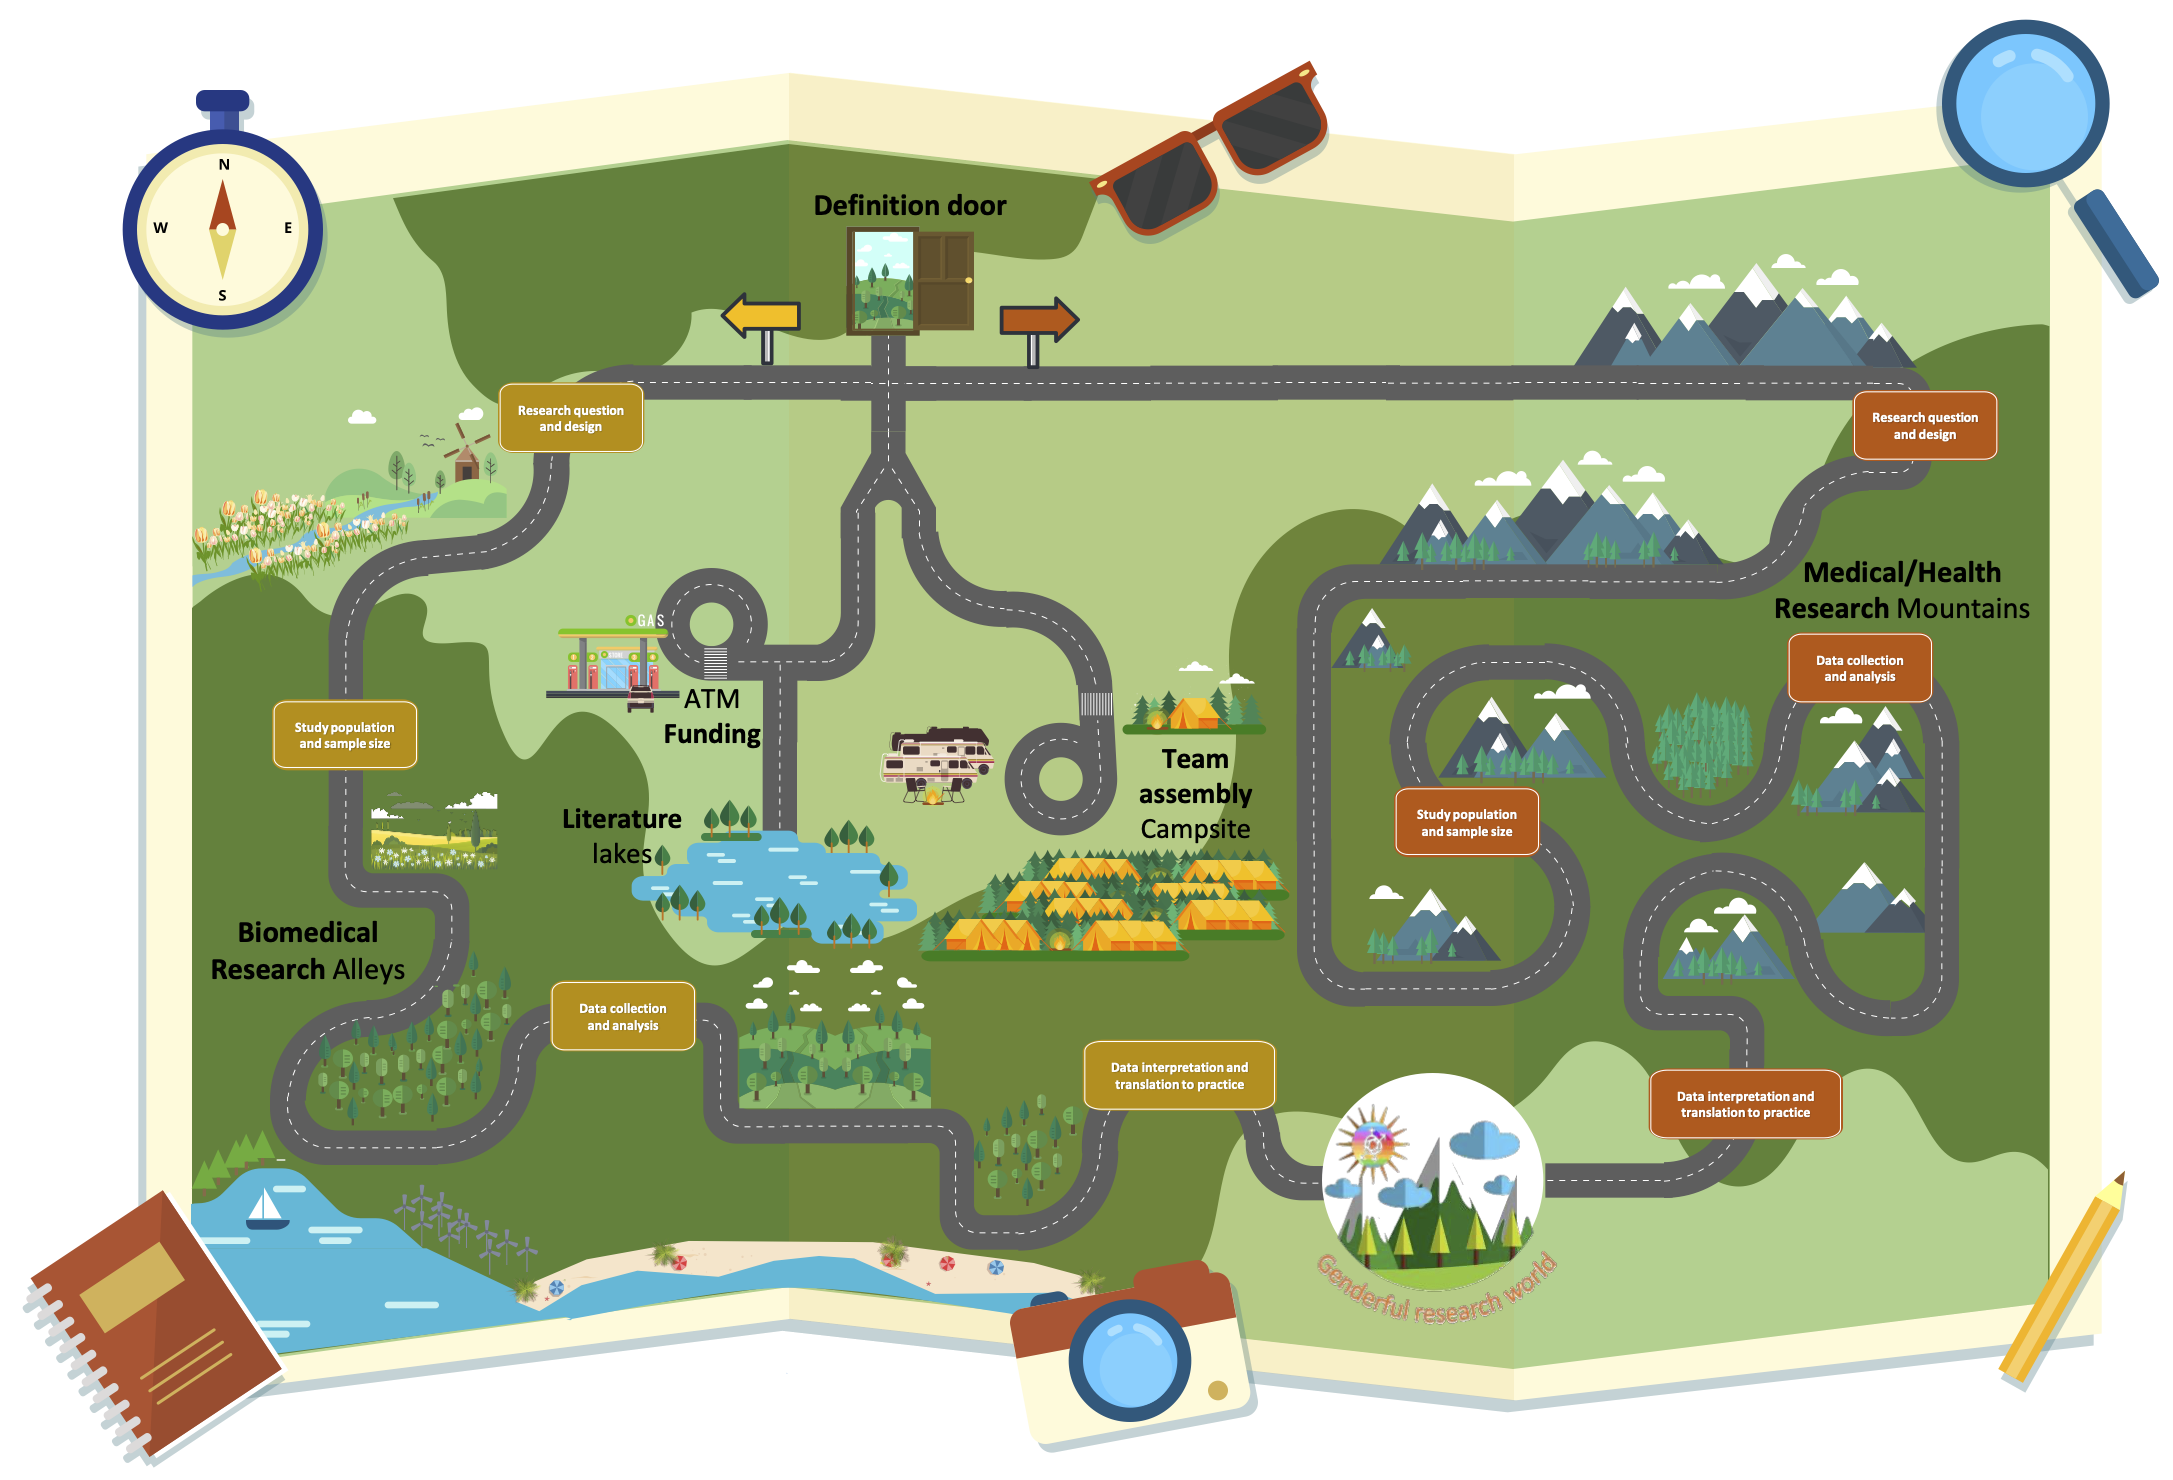 N
W
E
S
Definition door
Research question
and design
Research question
and design
Medical/Health
Research Mountains
GAS
Data collection
and analysis
ATM
Funding
Study population
and sample size
Team
assembly
Campsite
Study population
and sample size
Literature
lakes
Biomedical
Research Alleys
Data collection
and analysis
Data interpretation and
translation to practice
Data interpretation and
translation to practice
Genderful research world